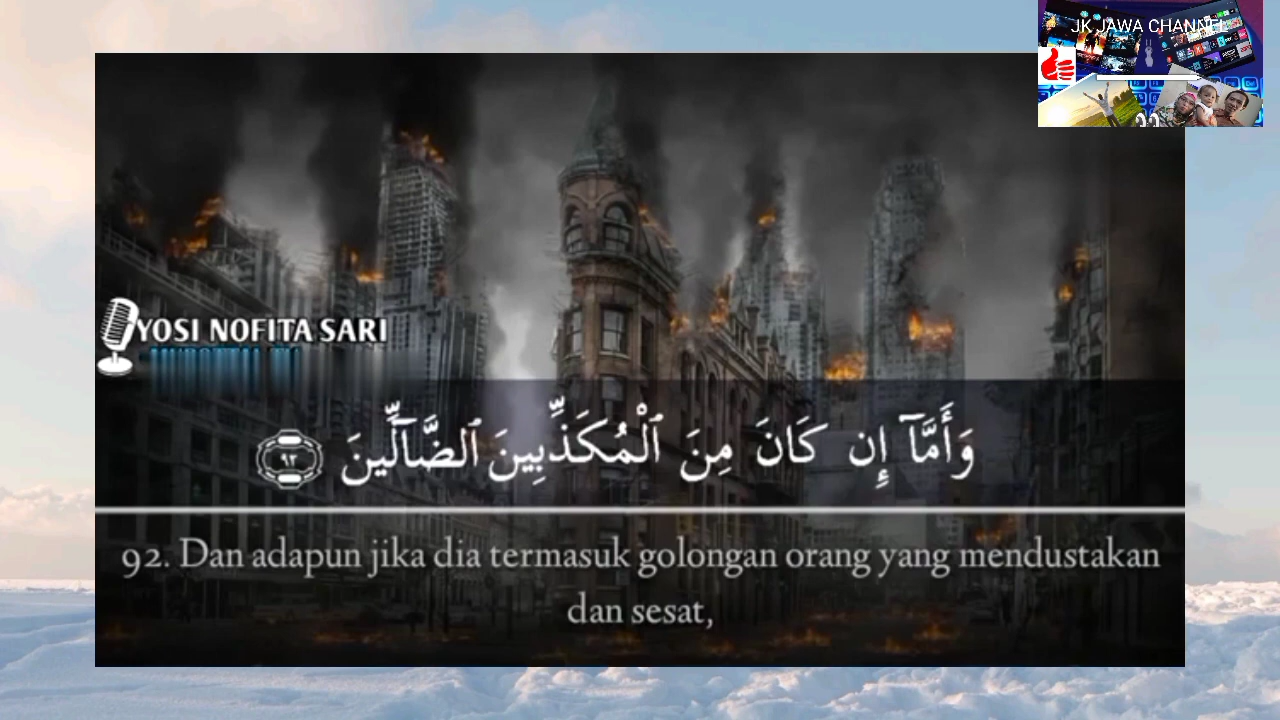 JK JAWA CHANNEL
YOSI NOFITA SARI
وَأَمَّآ إِن كَانَ مِنَ ٱلْمُكَذِّبِينَ ٱلضَّآلِّينَ ٩٢
92. Dan adapun jika dia termasuk golongan orang yang mendustakan
dan sesat,